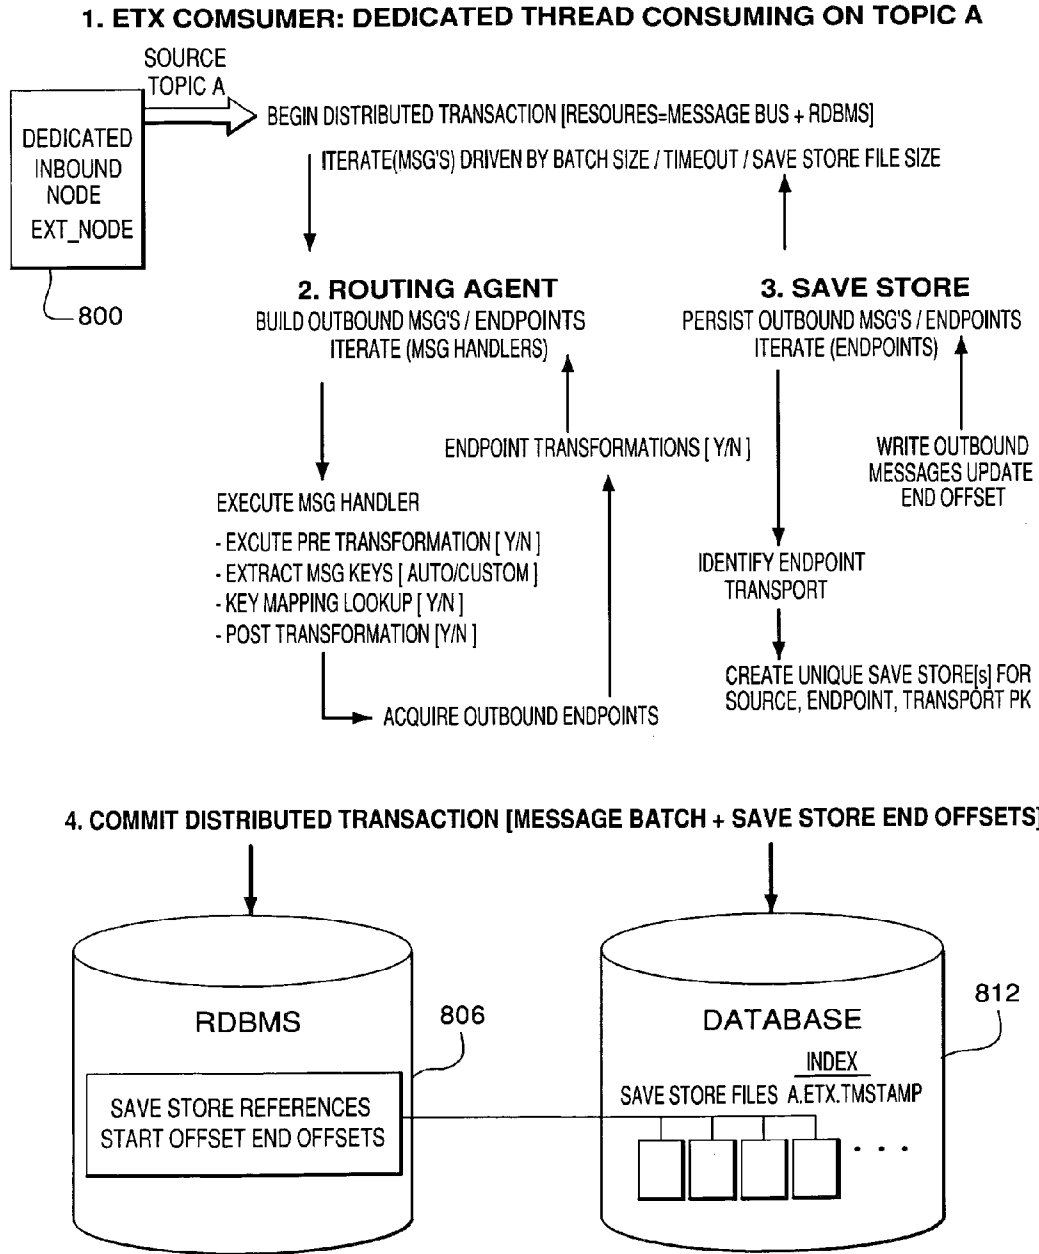 1. ETX COMSUMER: DEDICATED THREAD CONSUMING ON TOPIC A
SOURCE
TOPIC A
DEDICATED
INBOUND
NODE
EXT_NODE
800
BEGIN DISTRIBUTED TRANSACTION [RESOURES=MESSAGE BUS + RDBMS]
ITERATE(MSG'S) DRIVEN BY BATCH SIZE / TIMEOUT / SAVE STORE FILE SIZE
2. ROUTING AGENT
BUILD OUTBOUND MSG'S / ENDPOINTS
ITERATE (MSG HANDLERS)
ENDPOINT TRANSFORMATIONS [ Y/N ]
EXECUTE MSG HANDLER
- EXCUTE PRE TRANSFORMATION [ Y/N ]
- EXTRACT MSG KEYS [ AUTO/CUSTOM ]
- KEY MAPPING LOOKUP [ Y/N ]
- POST TRANSFORMATION [Y/N ]
ACQUIRE OUTBOUND ENDPOINTS
3. SAVE STORE
PERSIST OUTBOUND MSG'S / ENDPOINTS
ITERATE (ENDPOINTS)
WRITE OUTBOUND
MESSAGES UPDATE
END OFFSET
IDENTIFY ENDPOINT
TRANSPORT
CREATE UNIQUE SAVE STORE[s] FOR
SOURCE, ENDPOINT, TRANSPORT PK
4. COMMIT DISTRIBUTED TRANSACTION [MESSAGE BATCH + SAVE STORE END OFFSETS]
RDBMS
806
SAVE STORE REFERENCES
START OFFSET END OFFSETS
DATABASE
812
INDEX
SAVE STORE FILES A.ETX.TMSTAMP
. . .